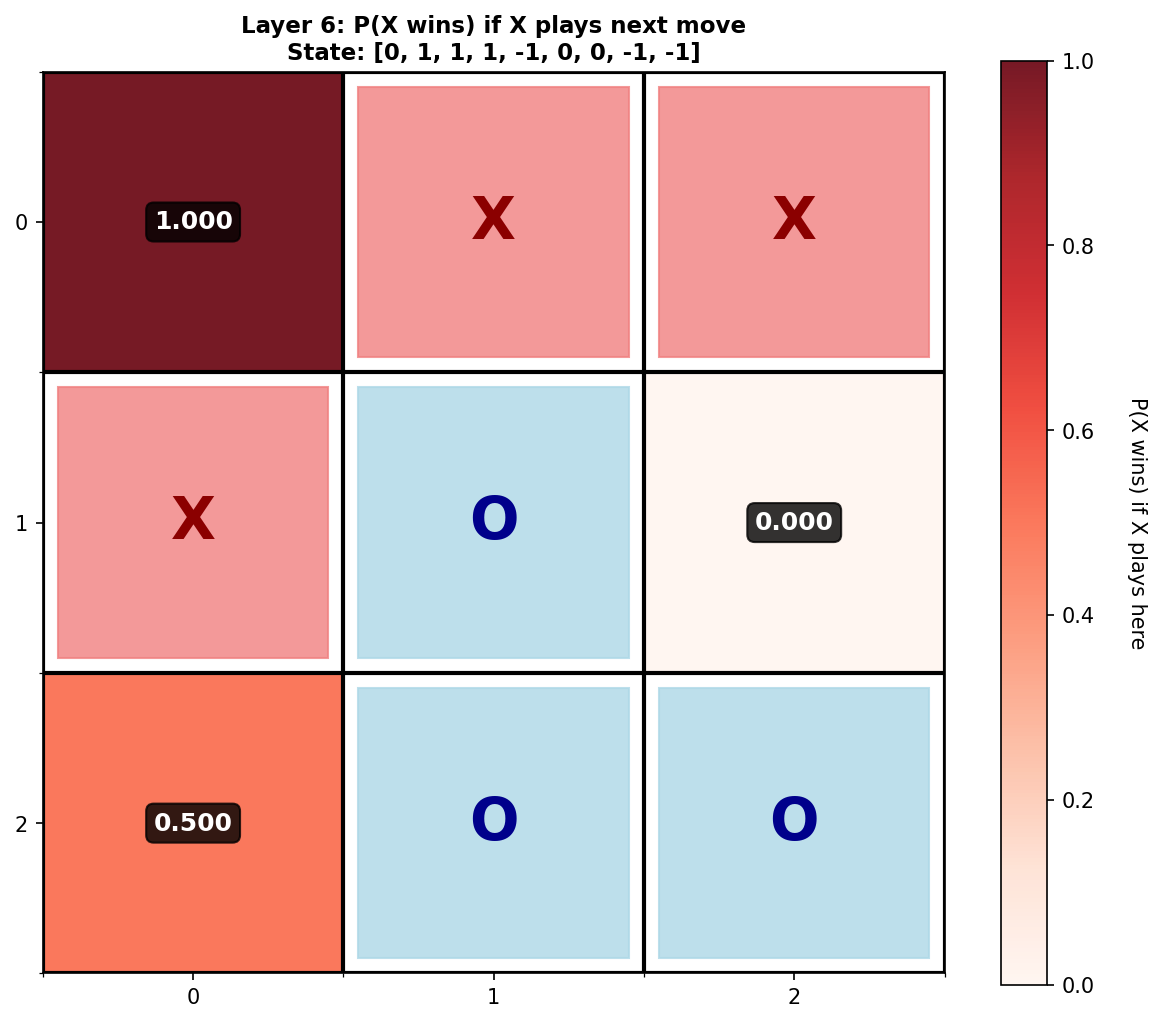 Layer 6: P(X wins) if X plays next move
State: [0, 1, 1, 1, -1, 0, 0, -1, -1]
0
1.000
X
X
1
X
O
0.000
2
0.500
O
O
0
1
2
1.0
0.8
0.6
0.4
0.2
0.0
P(X wins) if X plays here